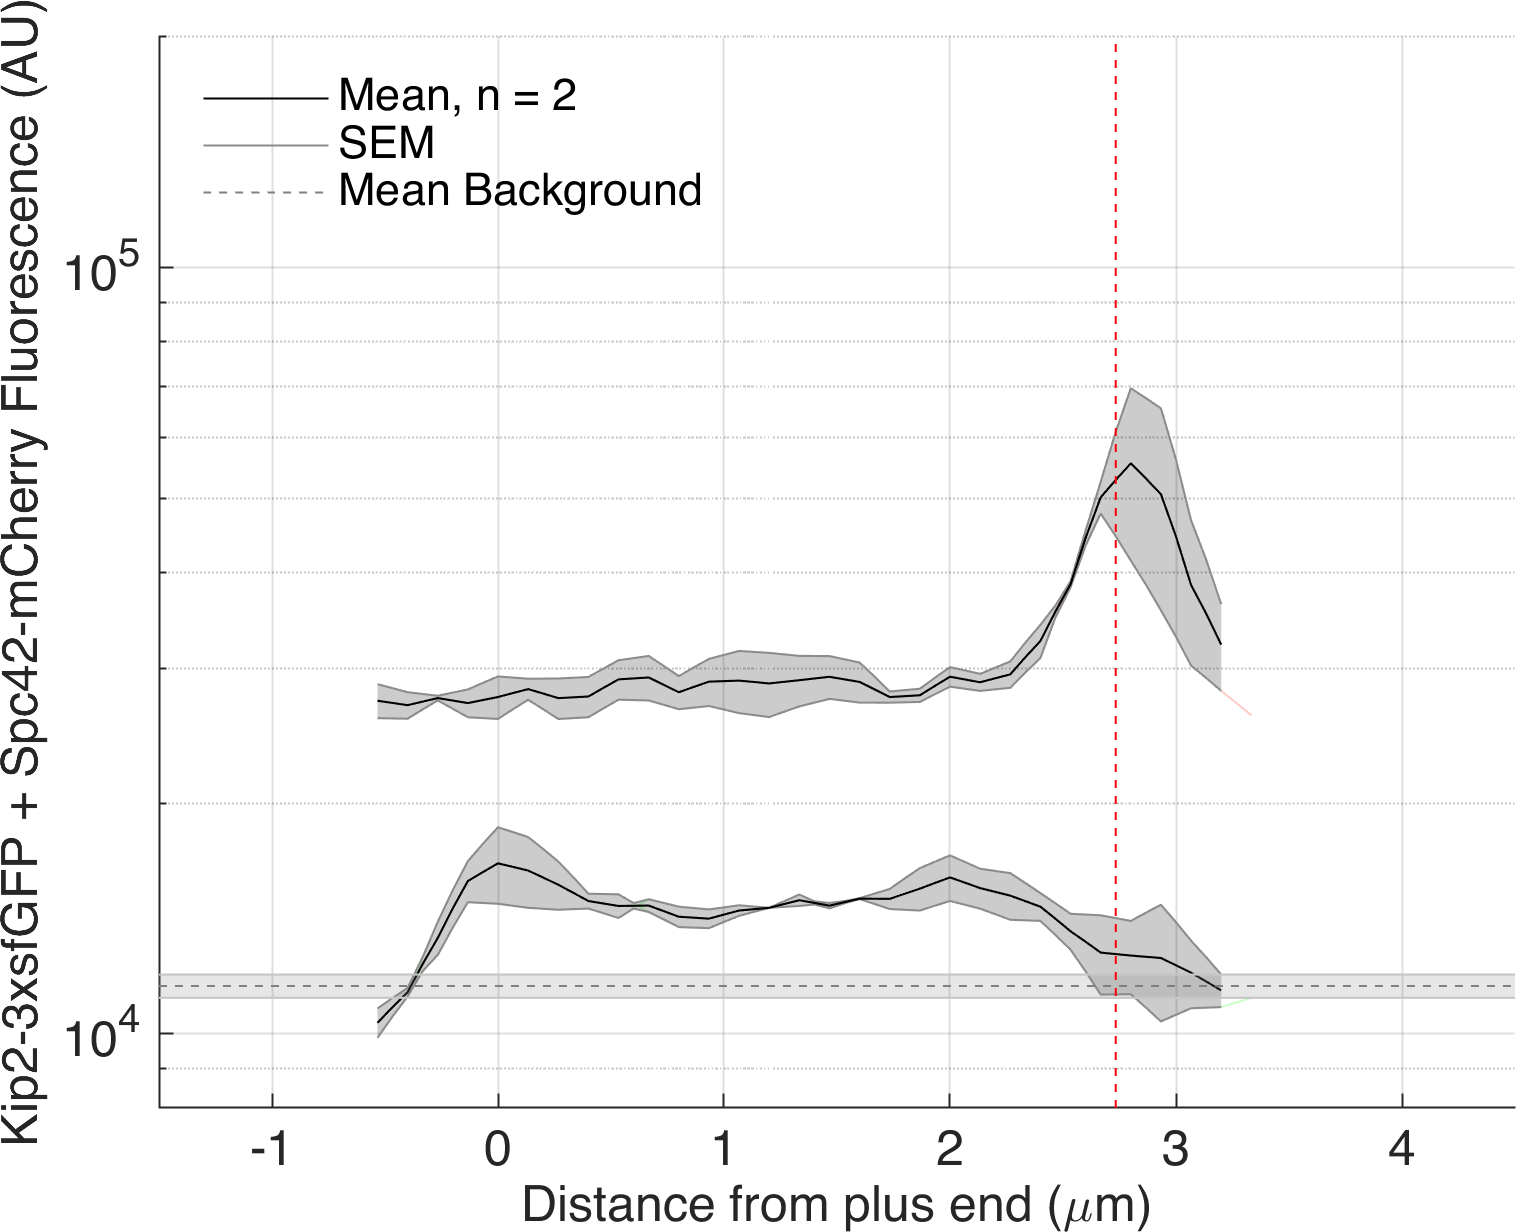 Kip2-3xsfGFP + Spc42-mCherry Fluorescence (AU)
Mean, n = 2
SEM
Mean Background
10^5
10^4
-1 0 1 2 3 4
Distance from plus end (μm)